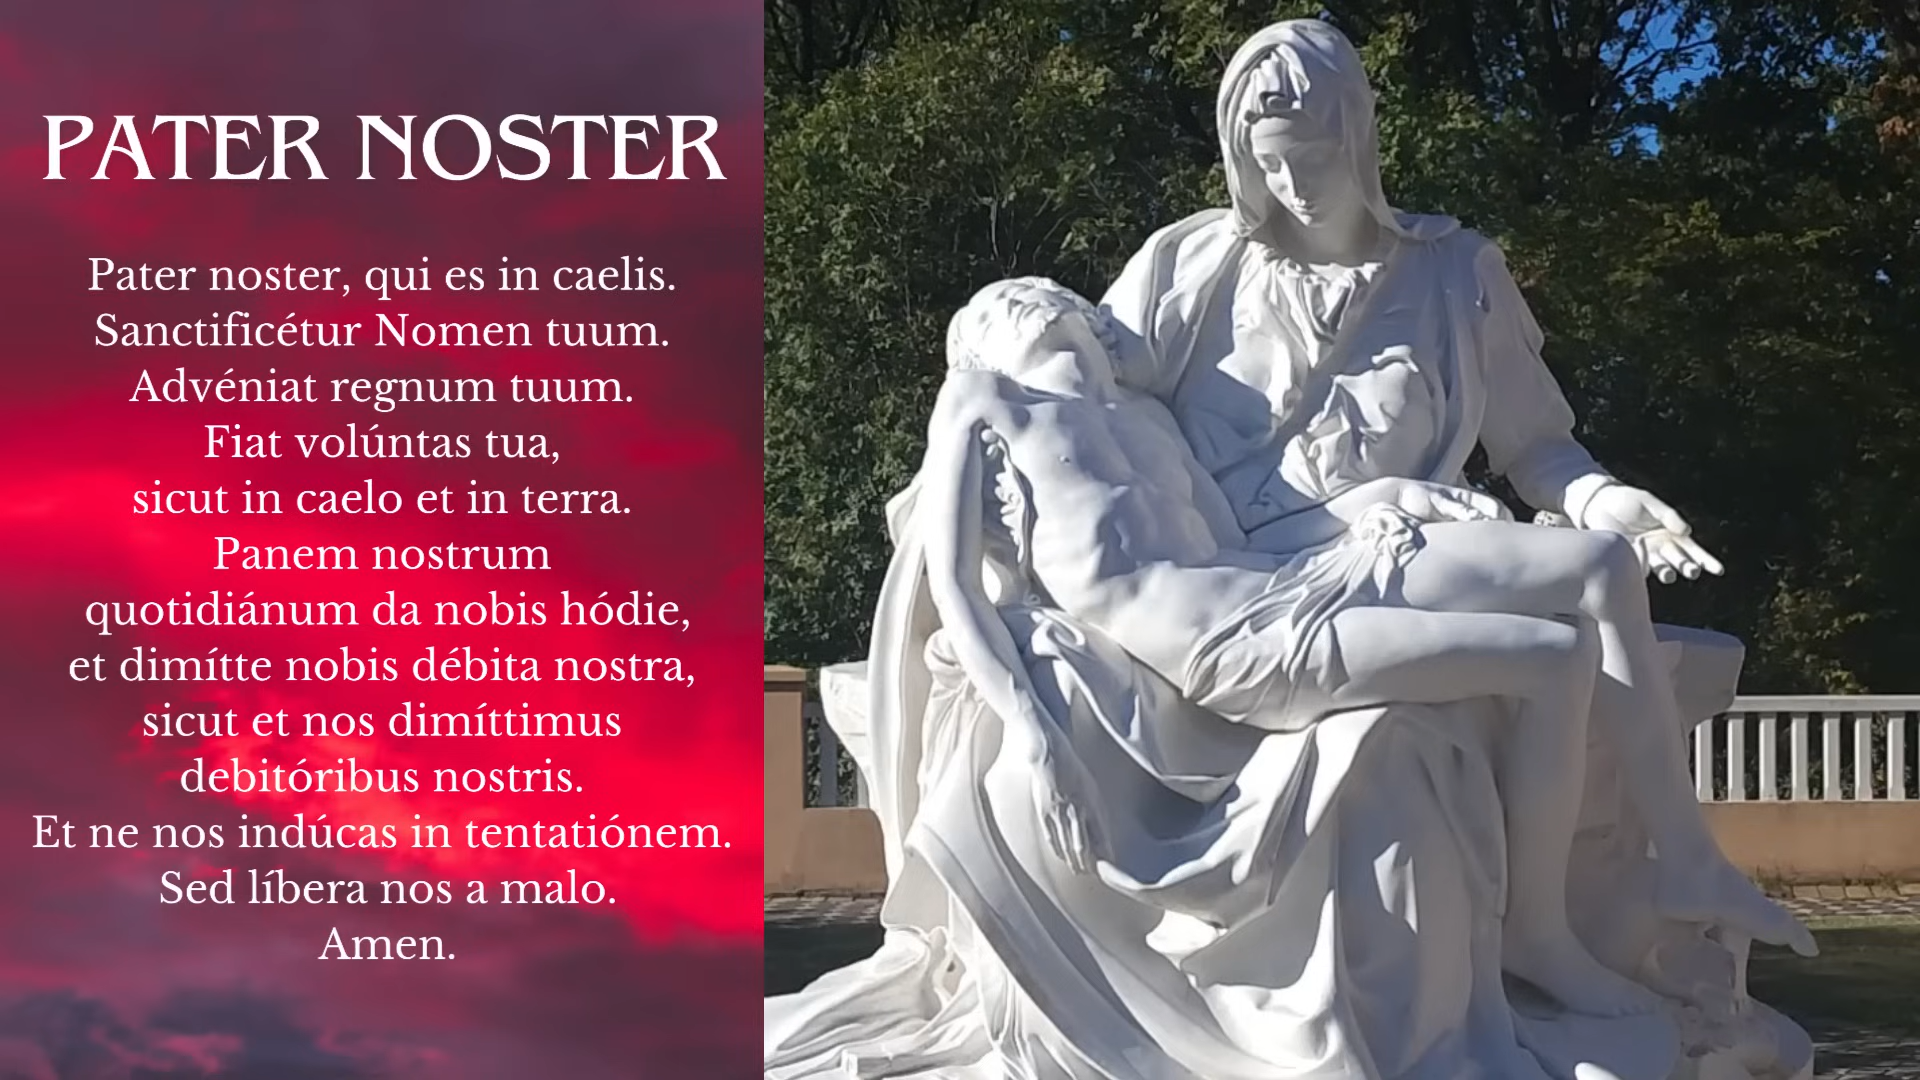 PATER NOSTER
Pater noster, qui es in caelis.
Sanctificétur Nomen tuum.
Advéniat regnum tuum.
Fiat volúntas tua,
sicut in caelo et in terra.
Panem nostrum
quotidiánum da nobis hódie,
et dimítte nobis débita nostra,
sicut et nos dimíttimus
debitóribus nostris.
Et ne nos indúcas in tentatiónem.
Sed líbera nos a malo.
Amen.